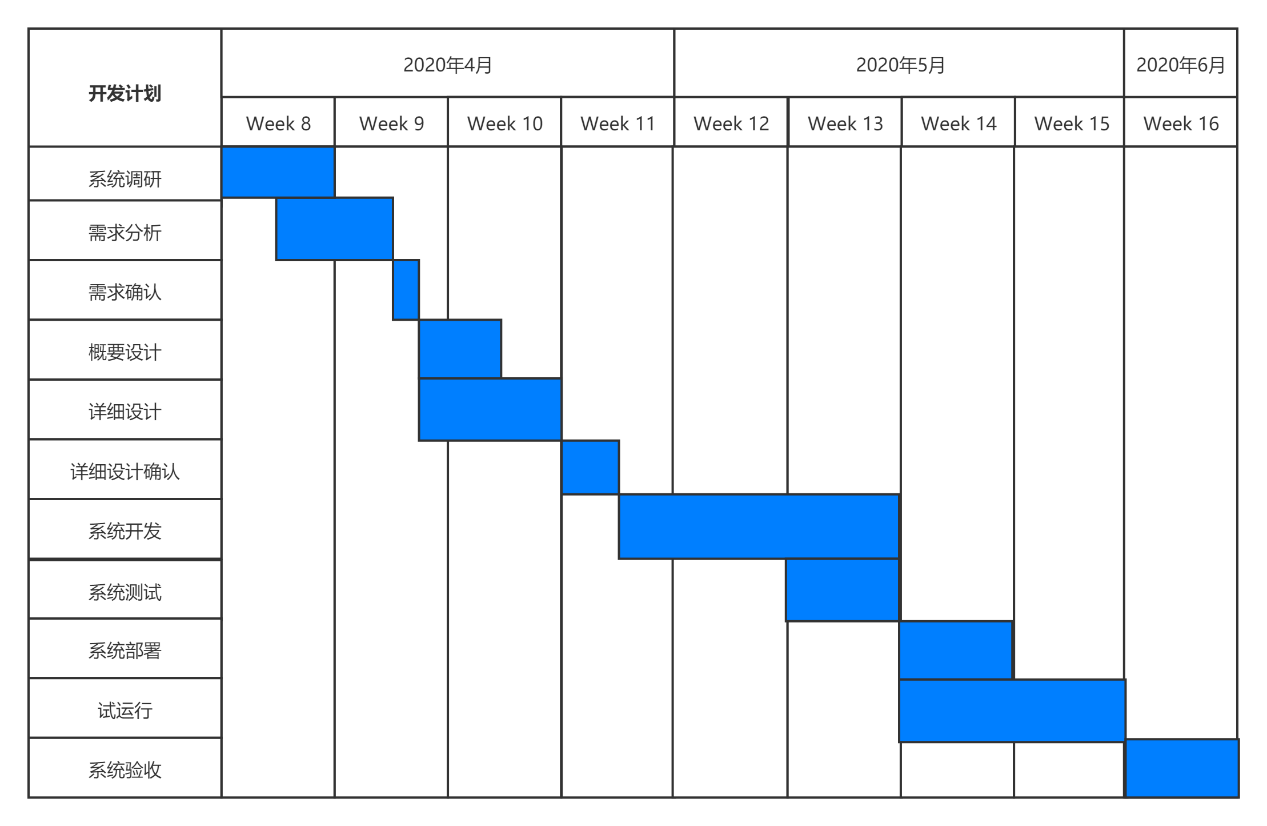 开发计划
2020年4月
2020年5月
2020年6月
Week 8
Week 9
Week 10
Week 11
Week 12
Week 13
Week 14
Week 15
Week 16
系统调研
需求分析
需求确认
概要设计
详细设计
详细设计确认
系统开发
系统测试
系统部署
试运行
系统验收